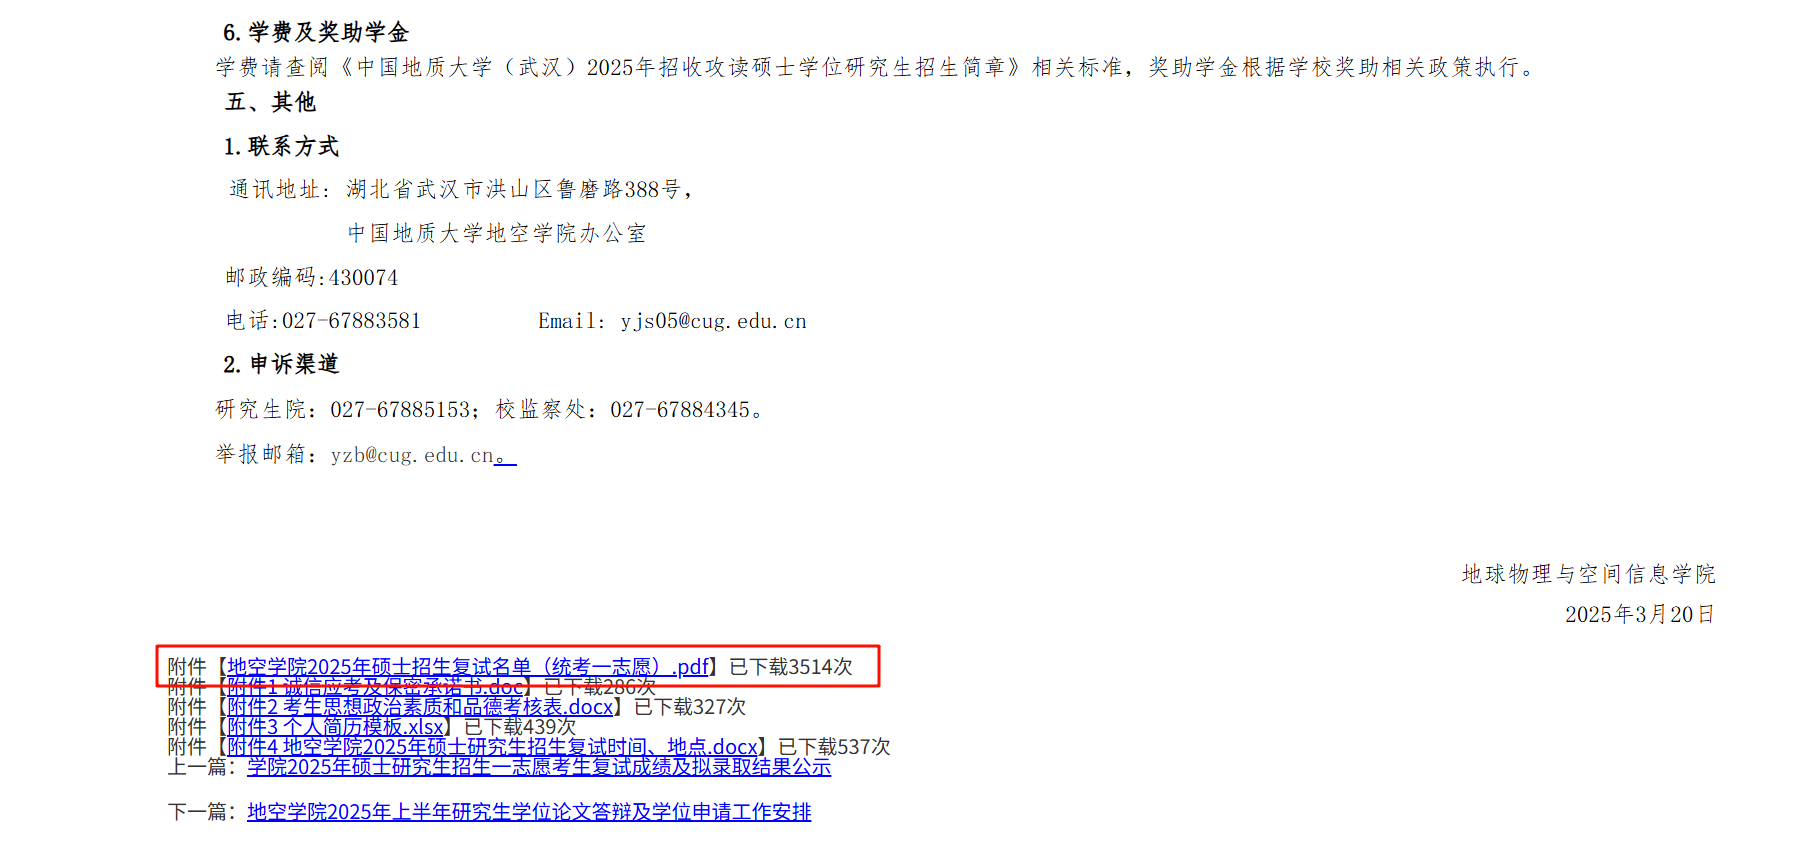 6.学费及奖助学金
学费请查阅《中国地质大学（武汉）2025年招收攻读硕士学位研究生招生简章》相关标准，奖助学金根据学校奖助相关政策执行。
五、其他
1.联系方式
通讯地址: 湖北省武汉市洪山区鲁磨路388号，
中国地质大学地空学院办公室
邮政编码:430074
电话:027-67883581 Email: yjs05@cug.edu.cn
2.申诉渠道
研究生院：027-67885153；校监察处：027-67884345。
举报邮箱：yzb@cug.edu.cn。
地球物理与空间信息学院
2025年3月20日
附件【地空学院2025年硕士招生复试名单（统考一志愿）.pdf】已下载3514次
附件【附件1 诚信应考及保密承诺书.doc】已下载286次
附件【附件2 考生思想政治素质和品德考核表.docx】已下载327次
附件【附件3 个人简历模板.xlsx】已下载439次
附件【附件4 地空学院2025年硕士研究生招生复试时间、地点.docx】已下载537次
上一篇：学院2025年硕士研究生招生一志愿考生复试成绩及拟录取结果公示
下一篇：地空学院2025年上半年研究生学位论文答辩及学位申请工作安排